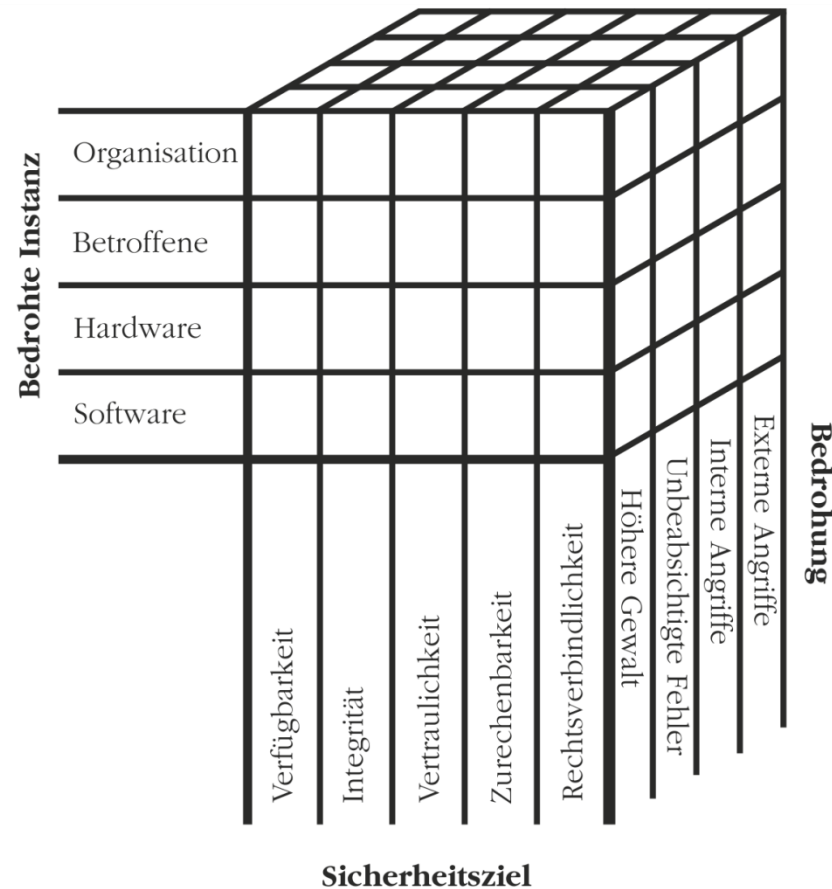 Bedrohte Instanz
Organisation
Betroffene
Hardware
Software
Verfügbarkeit
Integrität
Vertraulichkeit
Zurechenbarkeit
Rechtsverbindlichkeit
Höhere Gewalt
Unbeabsichtigte Fehler
Interne Angriffe
Externe Angriffe
Bedrohung
Sicherheitsziel